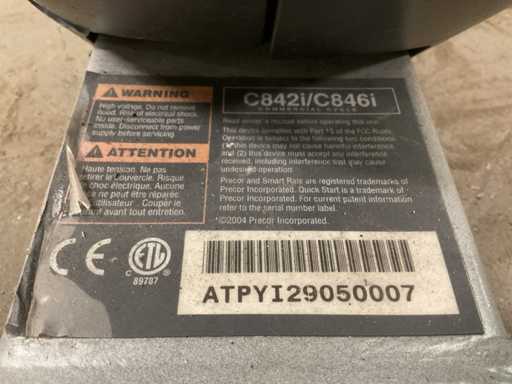 WARNING
High voltage. Do not remove
hood. Risk of electrical shock.
No user-serviceable parts
inside. Disconnect from power
supply before servicing.
ATTENTION
Haute tension. Ne pas
retirer le couvercle. Risque
choc électrique. Aucune
ne peut être réparée
utilisateur. Couper le
ant avant tout entretien.
C842i/C846i
COMMERCIAL CYCLE
Read owner's manual before operating this unit.
This device complies with Part 15 of the FCC Rules.
Operation is subject to the following two conditions:
(1) this device may not cause harmful interference,
and (2) this device must accept any interference
received, including interference that may cause
undesired operation.
Precor and Smart Rate are registered trademarks of
Precor Incorporated. Quick Start is a trademark of
Precor Incorporated. For current patent information
refer to the serial number label.
©2004 Precor Incorporated.
FC CE
ETL
C
89787
ATPYI29050007